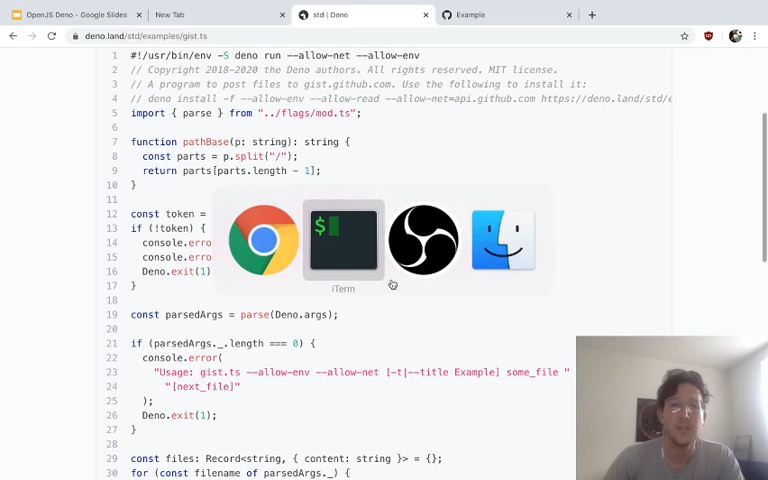 OpenJS Deno - Google Slides
New Tab
std | Deno
Example
deno.land/std/examples/gist.ts
1 #!/usr/bin/env -S deno run --allow-net --allow-env
2 // Copyright 2018-2020 the Deno authors. All rights reserved. MIT license.
3 // A program to post files to gist.github.com. Use the following to install it:
4 // deno install -f --allow-env --allow-read --allow-net=api.github.com https://deno.land/std/e
5 import { parse } from "../flags/mod.ts";
6
7 function pathBase(p: string): string {
8 const parts = p.split("/");
9 return parts[parts.length - 1];
10 }
11
12 const token =
13 if (!token) {
14 console.erro
15 console.erro
16 Deno.exit(1)
17 }
18
19 const parsedArgs = parse(Deno.args);
20
21 if (parsedArgs._.length === 0) {
22 console.error(
23 "Usage: gist.ts --allow-env --allow-net [-t|--title Example] some_file "
24 "[next_file]"
25 );
26 Deno.exit(1);
27 }
28
29 const files: Record<string, { content: string }> = {};
30 for (const filename of parsedArgs._) {
$
iTerm